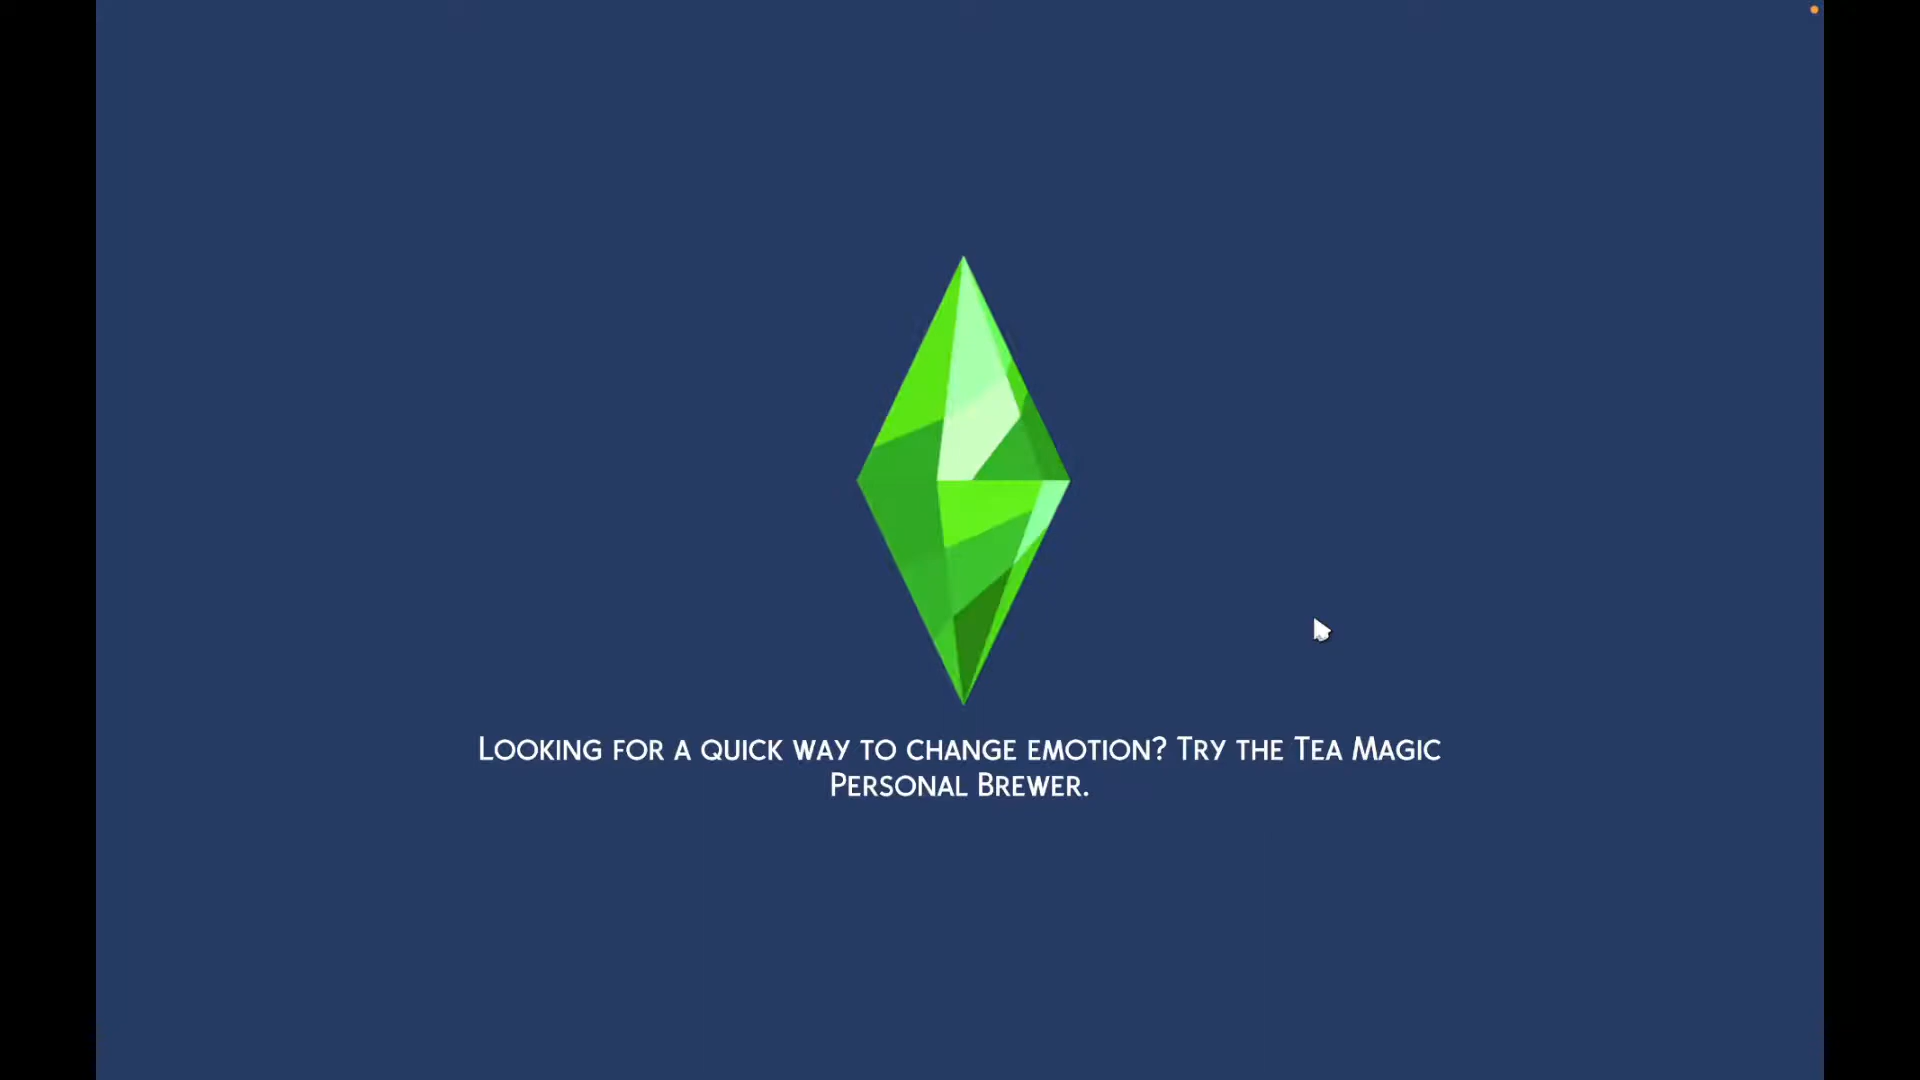 Looking for a quick way to change emotion? Try the Tea Magic
Personal Brewer.